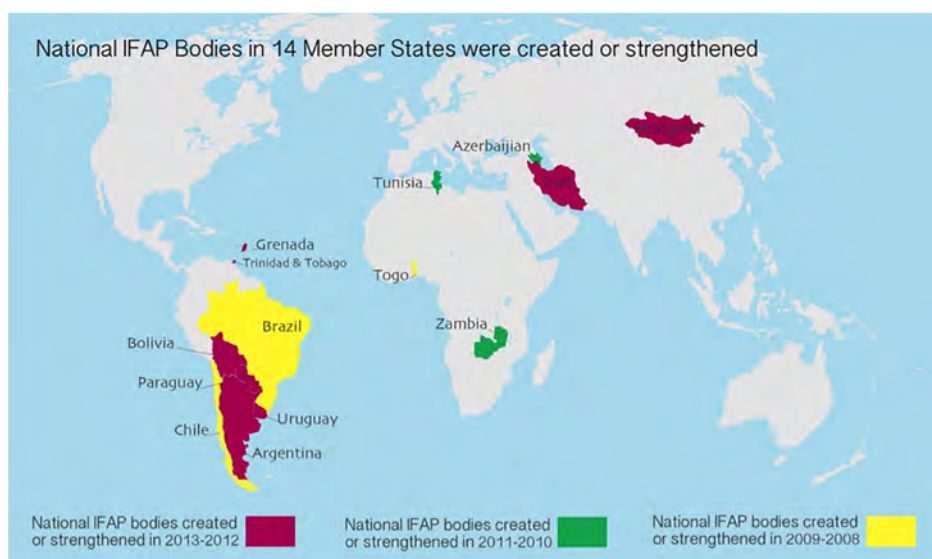 National IFAP Bodies in 14 Member States were created or strengthened
Mongolia
Azerbaijian
Tunisia
Iran
Grenada
Trinidad & Tobago
Togo
Brazil
Zambia
Bolivia
Paraguay
Uruguay
Chile
Argentina
National IFAP bodies created
or strengthened in 2013-2012
National IFAP bodies created
or strengthened in 2011-2010
National IFAP bodies created
or strengthened in 2009-2008